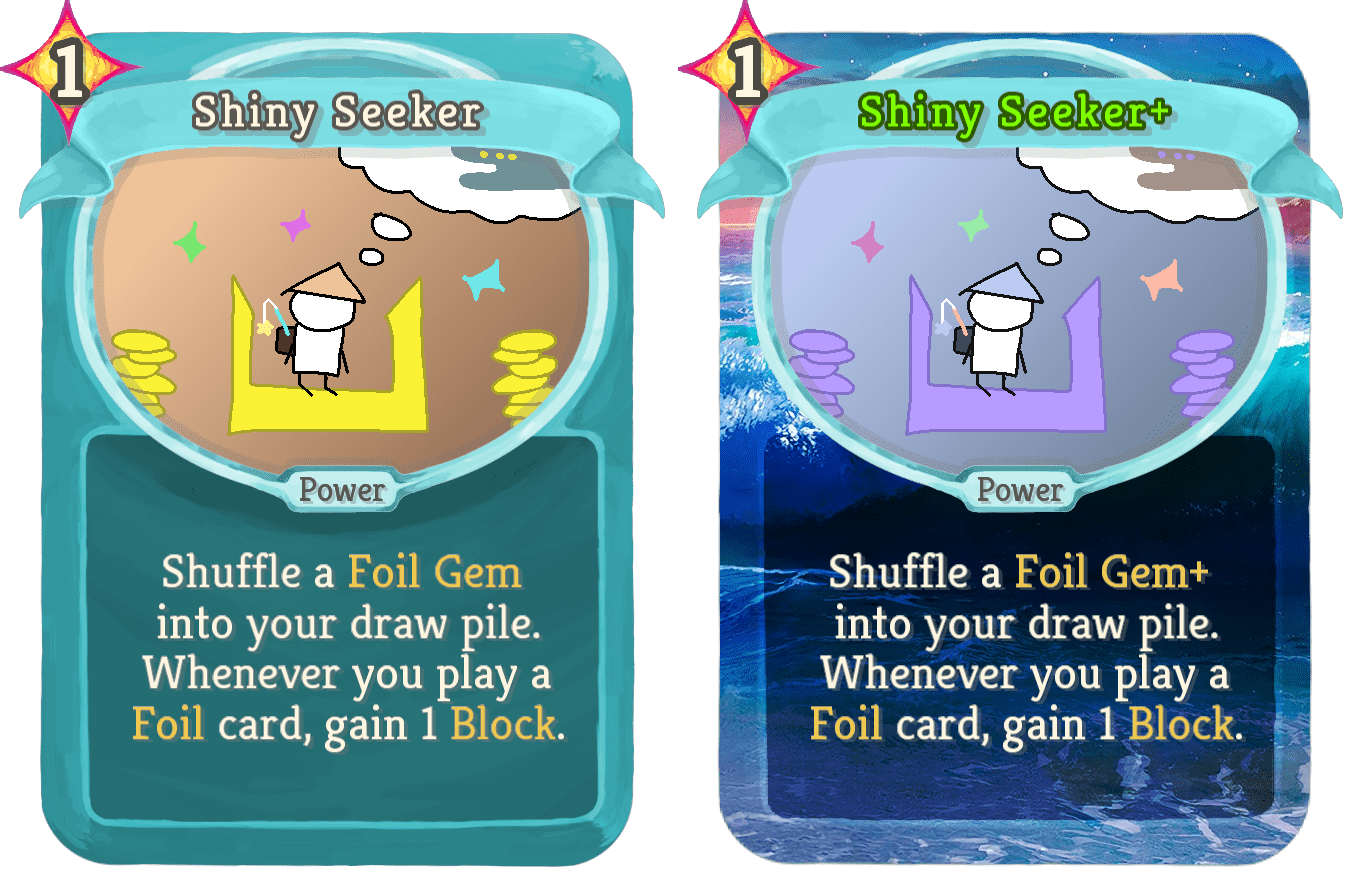 1
Shiny Seeker
Power
Shuffle a Foil Gem
into your draw pile.
Whenever you play a
Foil card, gain 1 Block.
1
Shiny Seeker+
Power
Shuffle a Foil Gem+
into your draw pile.
Whenever you play a
Foil card, gain 1 Block.